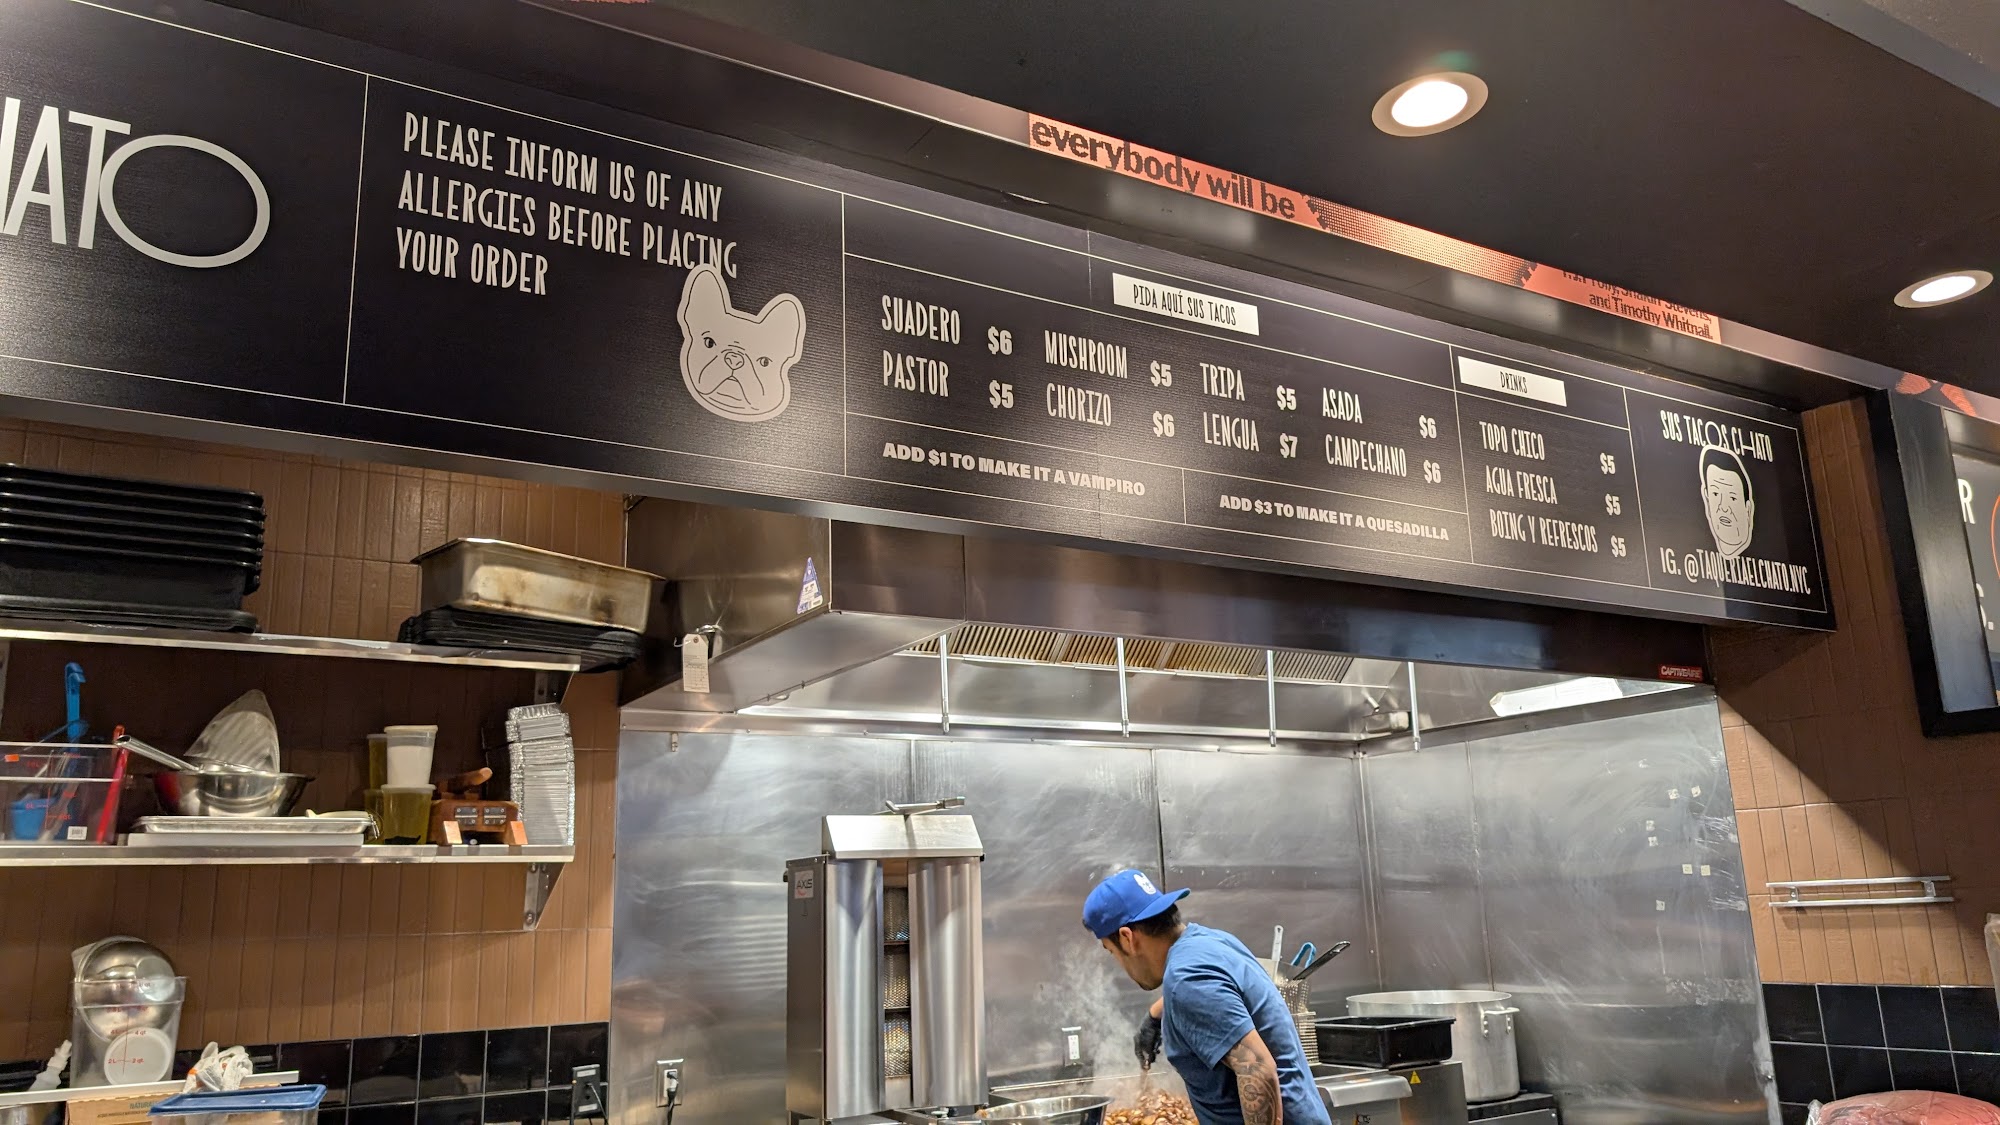 everybody will be
and Timothy Whitnall
HATO
PLEASE INFORM US OF ANY
ALLERGIES BEFORE PLACING
YOUR ORDER
PIDA AQUÍ SUS TACOS
SUADERO $6
PASTOR $5
MUSHROOM $5
CHORIZO $6
TRIPA $5
LENGUA $7
ASADA $6
CAMPECHANO $6
ADD $1 TO MAKE IT A VAMPIRO
ADD $3 TO MAKE IT A QUESADILLA
DRINKS
TOPO CHICO $5
AGUA FRESCA $5
BOING Y REFRESCOS $5
SUS TACOS CHATO
IG. @TAQUERIAELCHATO.NYC
CAPTIVEAIRE
AXIS